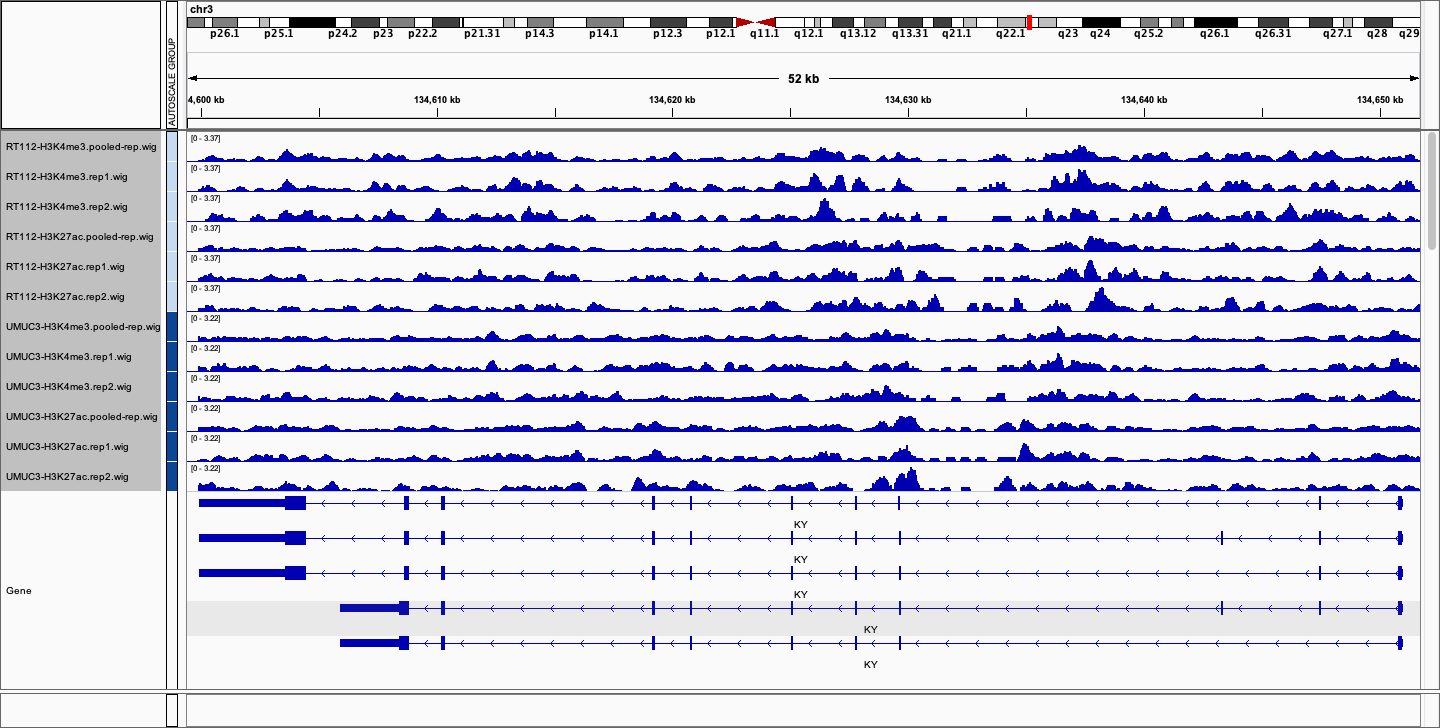 chr3
p26.1 p25.1 p24.2 p23 p22.2 p21.31 p14.3 p14.1 p12.3 p12.1 q11.1 q12.1 q13.12 q13.31 q21.1 q22.1 q23 q24 q25.2 q26.1 q26.31 q27.1 q28 q29
AUTOSCALE GROUP
52 kb
4,600 kb 134,610 kb 134,620 kb 134,630 kb 134,640 kb 134,650 kb
RT112-H3K4me3.pooled-rep.wig [0 - 3.37]
RT112-H3K4me3.rep1.wig [0 - 3.37]
RT112-H3K4me3.rep2.wig [0 - 3.37]
RT112-H3K27ac.pooled-rep.wig [0 - 3.37]
RT112-H3K27ac.rep1.wig [0 - 3.37]
RT112-H3K27ac.rep2.wig [0 - 3.37]
UMUC3-H3K4me3.pooled-rep.wig [0 - 3.22]
UMUC3-H3K4me3.rep1.wig [0 - 3.22]
UMUC3-H3K4me3.rep2.wig [0 - 3.22]
UMUC3-H3K27ac.pooled-rep.wig [0 - 3.22]
UMUC3-H3K27ac.rep1.wig [0 - 3.22]
UMUC3-H3K27ac.rep2.wig [0 - 3.22]
KY
KY
Gene
KY
KY
KY